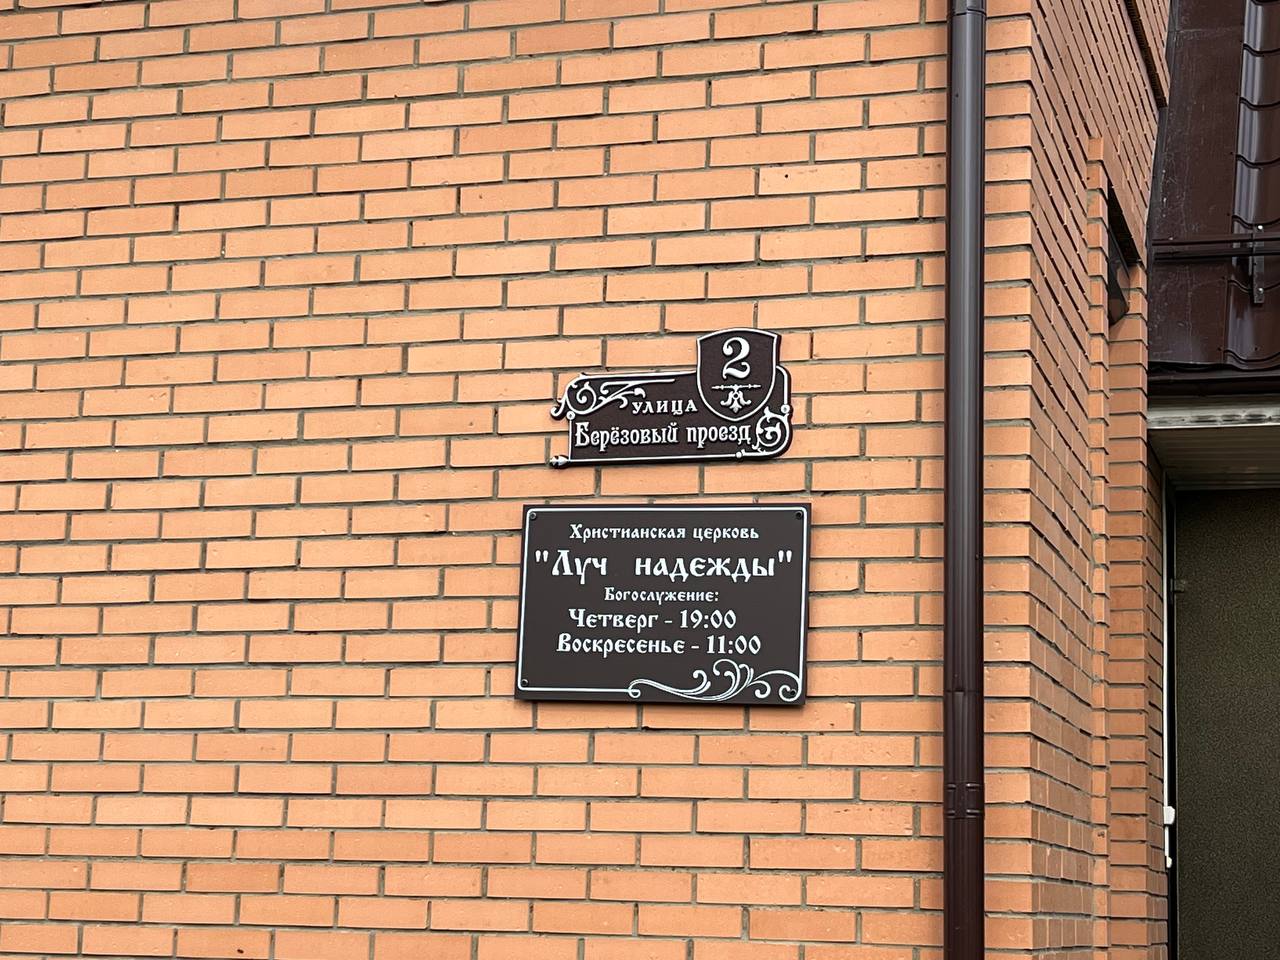 2
улица
Берёзовый проезд
Христианская церковь
"Луч надежды"
Богослужение:
Четверг - 19:00
Воскресенье - 11:00